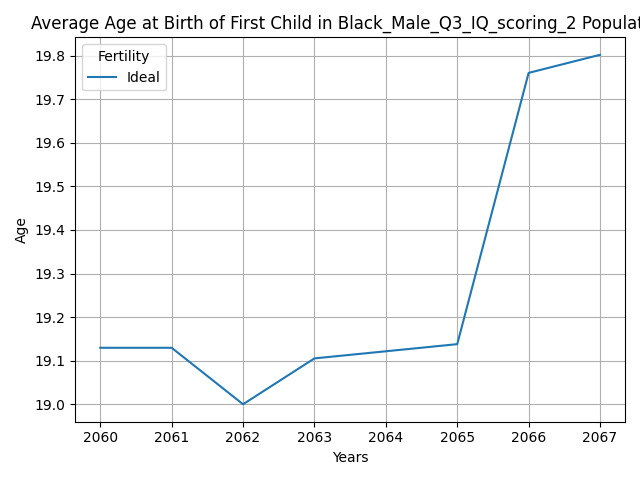 Average Age at Birth of First Child in Black_Male_Q3_IQ_scoring_2 Populat
Fertility
Ideal
19.8
19.7
19.6
19.5
19.4
19.3
19.2
19.1
19.0
Age
2060 2061 2062 2063 2064 2065 2066 2067
Years